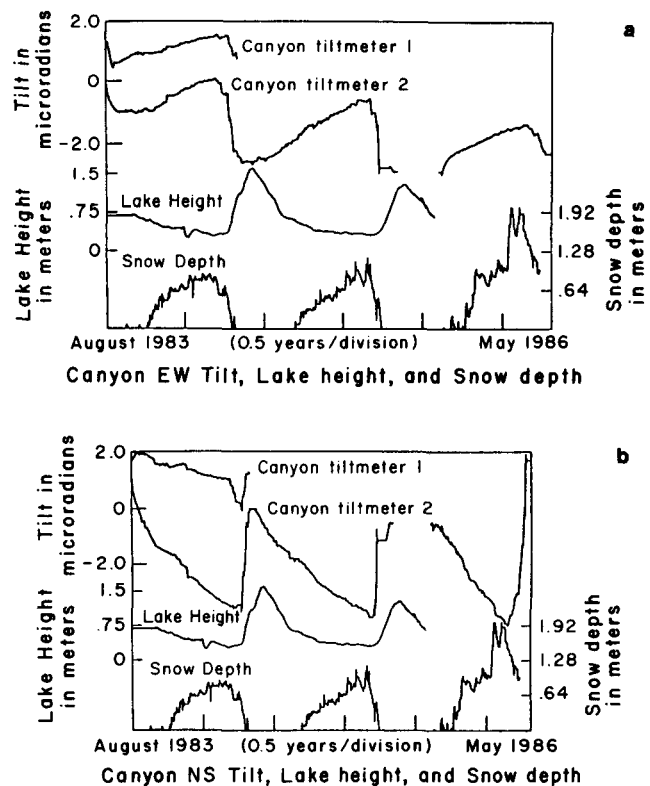 a
Tilt in microradians
2.0
0
-2.0
Canyon tiltmeter 1
Canyon tiltmeter 2
Lake Height in meters
1.5
.75
0
Lake Height
Snow Depth
Snow depth in meters
1.92
1.28
.64
August 1983 (0.5 years/division) May 1986
Canyon EW Tilt, Lake height, and Snow depth
b
Tilt in microradians
2.0
0
-2.0
Canyon tiltmeter 1
Canyon tiltmeter 2
Lake Height in meters
1.5
.75
0
Lake Height
Snow Depth
Snow depth in meters
1.92
1.28
0.64
August 1983 (0.5 years/division) May 1986
Canyon NS Tilt, Lake height, and Snow depth